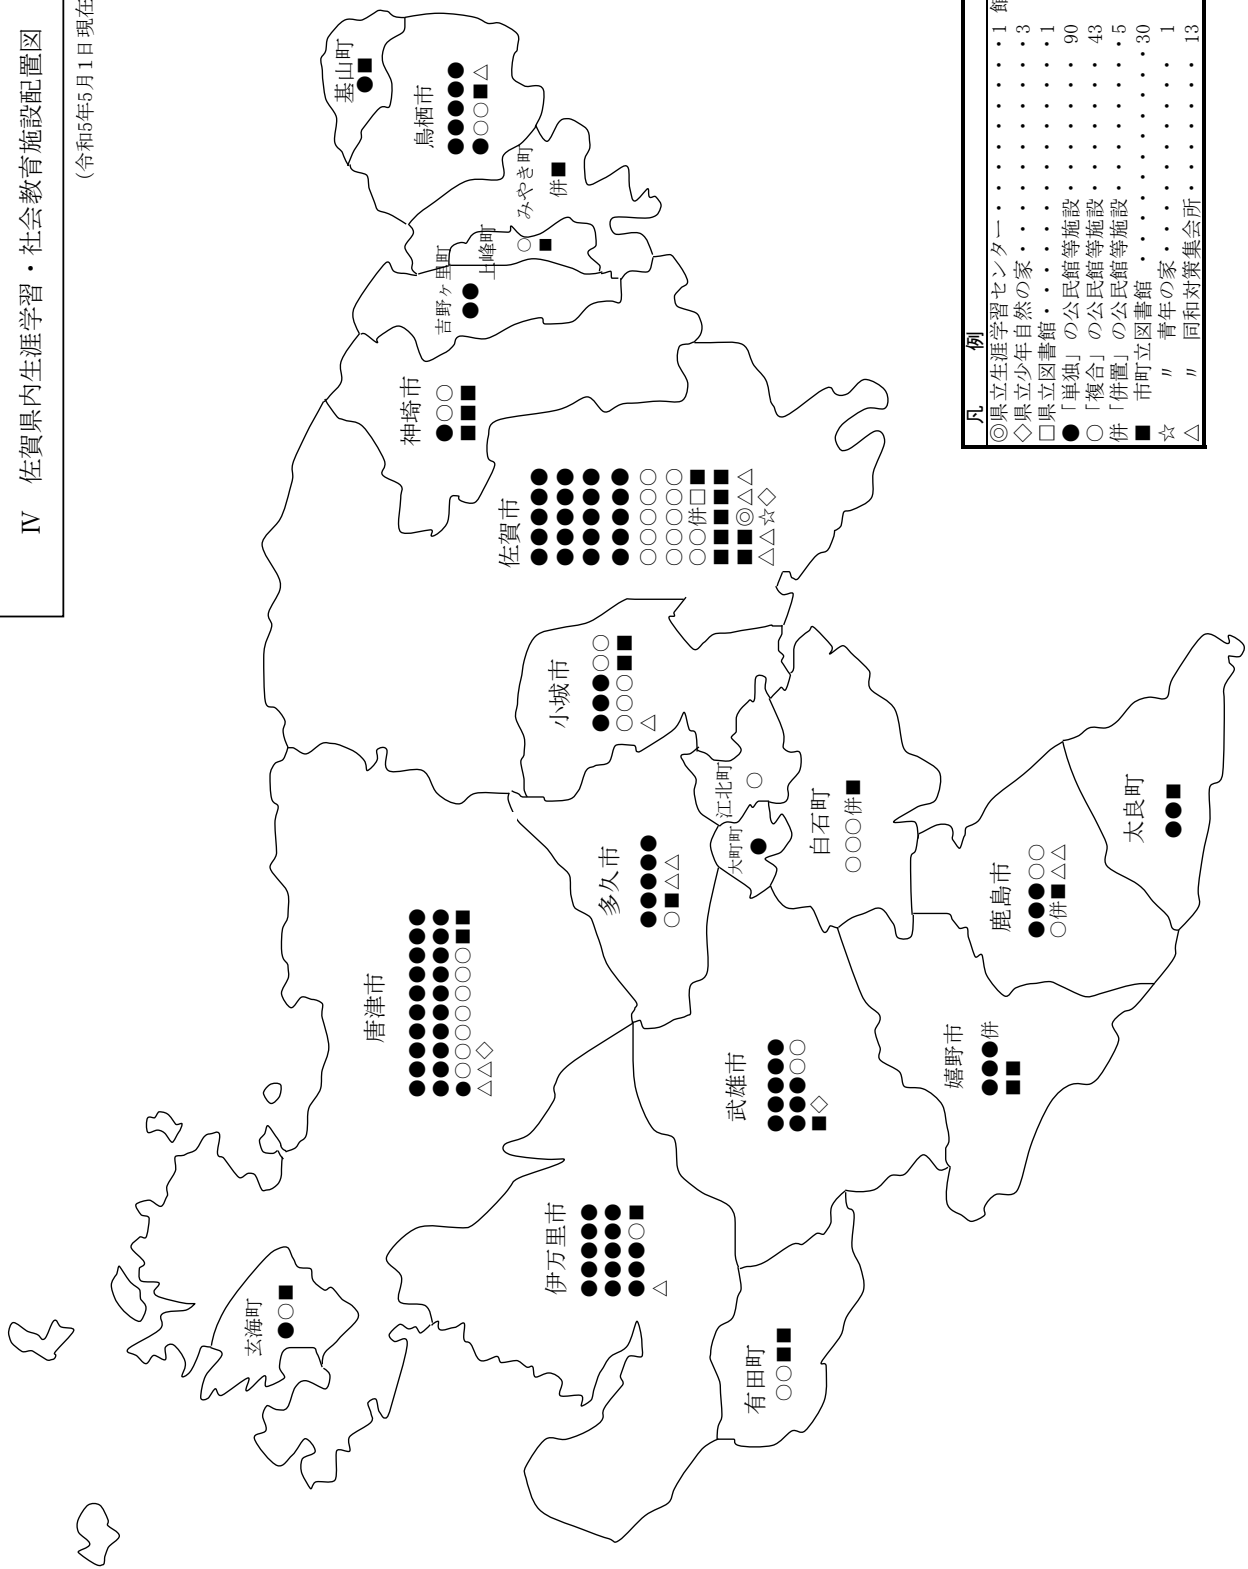 Ⅳ 佐賀県内生涯学習・社会教育施設配置図
(令和5年5月1日現在
基山町
●■
鳥栖市
●●●●●
●○○■△
みやき町
併■
上峰町
○
■
吉野ヶ里町
●●
神埼市
●○○
■■■
佐賀市
●●●●●
●●●●●
●●●●●
●●●●●
○○○○○
○○○○○
○○併□■
■■■■■
■■◎△△
△△☆◇
小城市
●●●○○
○○○■■
△
多久市
●●●●●
○■△△
江北町
○
大町町
●
白石町
○○○併■
唐津市
●●●●●●●●●●
●●●●●●●●●●
●○○○○○○○■■
△△◇
玄海町
●○■
伊万里市
●●●●●
●●●●●
●●●○■
△
武雄市
●●●●●
●●●○○
■◇
有田町
○○■■
嬉野市
●●●併
■■
鹿島市
●●●○○
○併■△△
太良町
●●■
凡 例
◎県立生涯学習センター・・・・・・・・・・1 館
◇県立少年自然の家・・・・・・・・・・・・3
□県立図書館・・・・・・・・・・・・・・・1
●「単独」の公民館等施設・・・・・・・・90
○「複合」の公民館等施設・・・・・・・・43
併「併置」の公民館等施設・・・・・・・・5
■ 市町立図書館 ・・・・・・・・・・・・30
☆ 〃 青年の家・・・・・・・・・・・・1
△ 〃 同和対策集会所・・・・・・・・・13